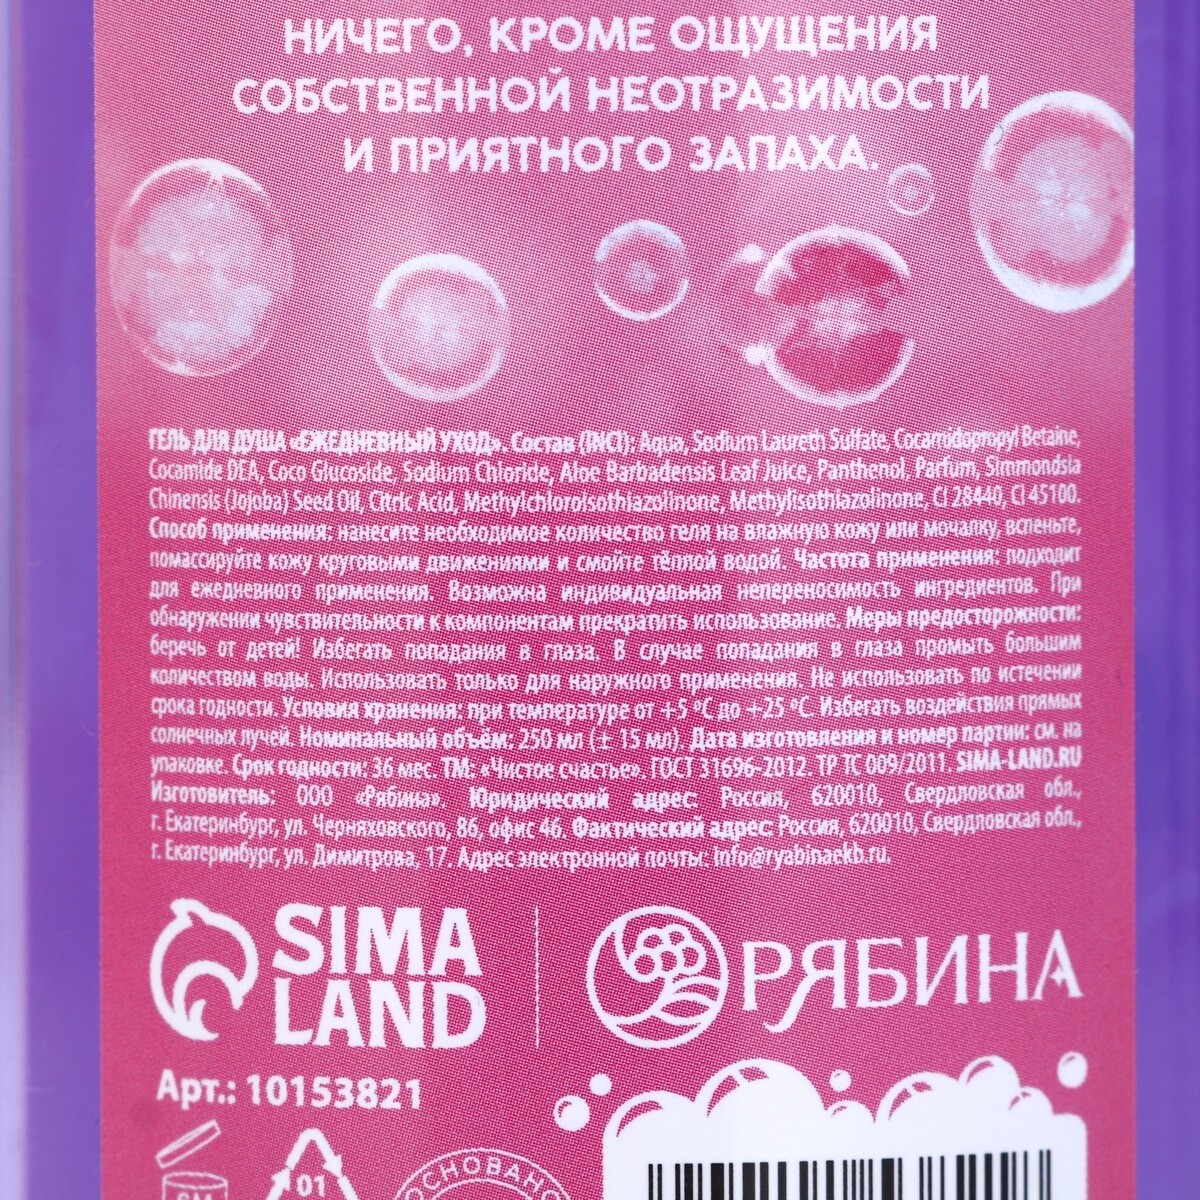 НИЧЕГО, КРОМЕ ОЩУЩЕНИЯ
СОБСТВЕННОЙ НЕОТРАЗИМОСТИ
И ПРИЯТНОГО ЗАПАХА.
ГЕЛЬ ДЛЯ ДУША «ЕЖЕДНЕВНЫЙ УХОД». Состав (INCI): Aqua, Sodium Laureth Sulfate, Cocamidopropyl Betaine,
Cocamide DEA, Coco Glucoside, Sodium Chloride, Aloe Barbadensis Leaf Juice, Panthenol, Parfum, Simmondsia
Chinensis (Jojoba) Seed Oil, Citric Acid, Methylchloroisothiazolinone, Methylisothiazolinone, CI 28440, CI 45100.
Способ применения: нанесите необходимое количество геля на влажную кожу или мочалку, вспеньте,
помассируйте кожу круговыми движениями и смойте тёплой водой. Частота применения: подходит
для ежедневного применения. Возможна индивидуальная непереносимость ингредиентов. При
обнаружении чувствительности к компонентам прекратить использование. Меры предосторожности:
беречь от детей! Избегать попадания в глаза. В случае попадания в глаза промыть большим
количеством воды. Использовать только для наружного применения. Не использовать по истечении
срока годности. Условия хранения: при температуре от +5 ºС до +25 ºС. Избегать воздействия прямых
солнечных лучей. Номинальный объём: 250 мл (± 15 мл). Дата изготовления и номер партии: см. на
упаковке. Срок годности: 36 мес. ТМ: «Чистое счастье». ГОСТ 31696-2012. ТР ТС 009/2011. SIMA-LAND.RU
Изготовитель: ООО «Рябина». Юридический адрес: Россия, 620010, Свердловская обл.,
г. Екатеринбург, ул. Черняховского, 86, офис 46. Фактический адрес: Россия, 620010, Свердловская обл.,
г. Екатеринбург, ул. Димитрова, 17. Адрес электронной почты: info@ryabinaekb.ru.
SIMA
LAND
РЯБИНА
Арт.: 10153821
01
ОСНОВАНО